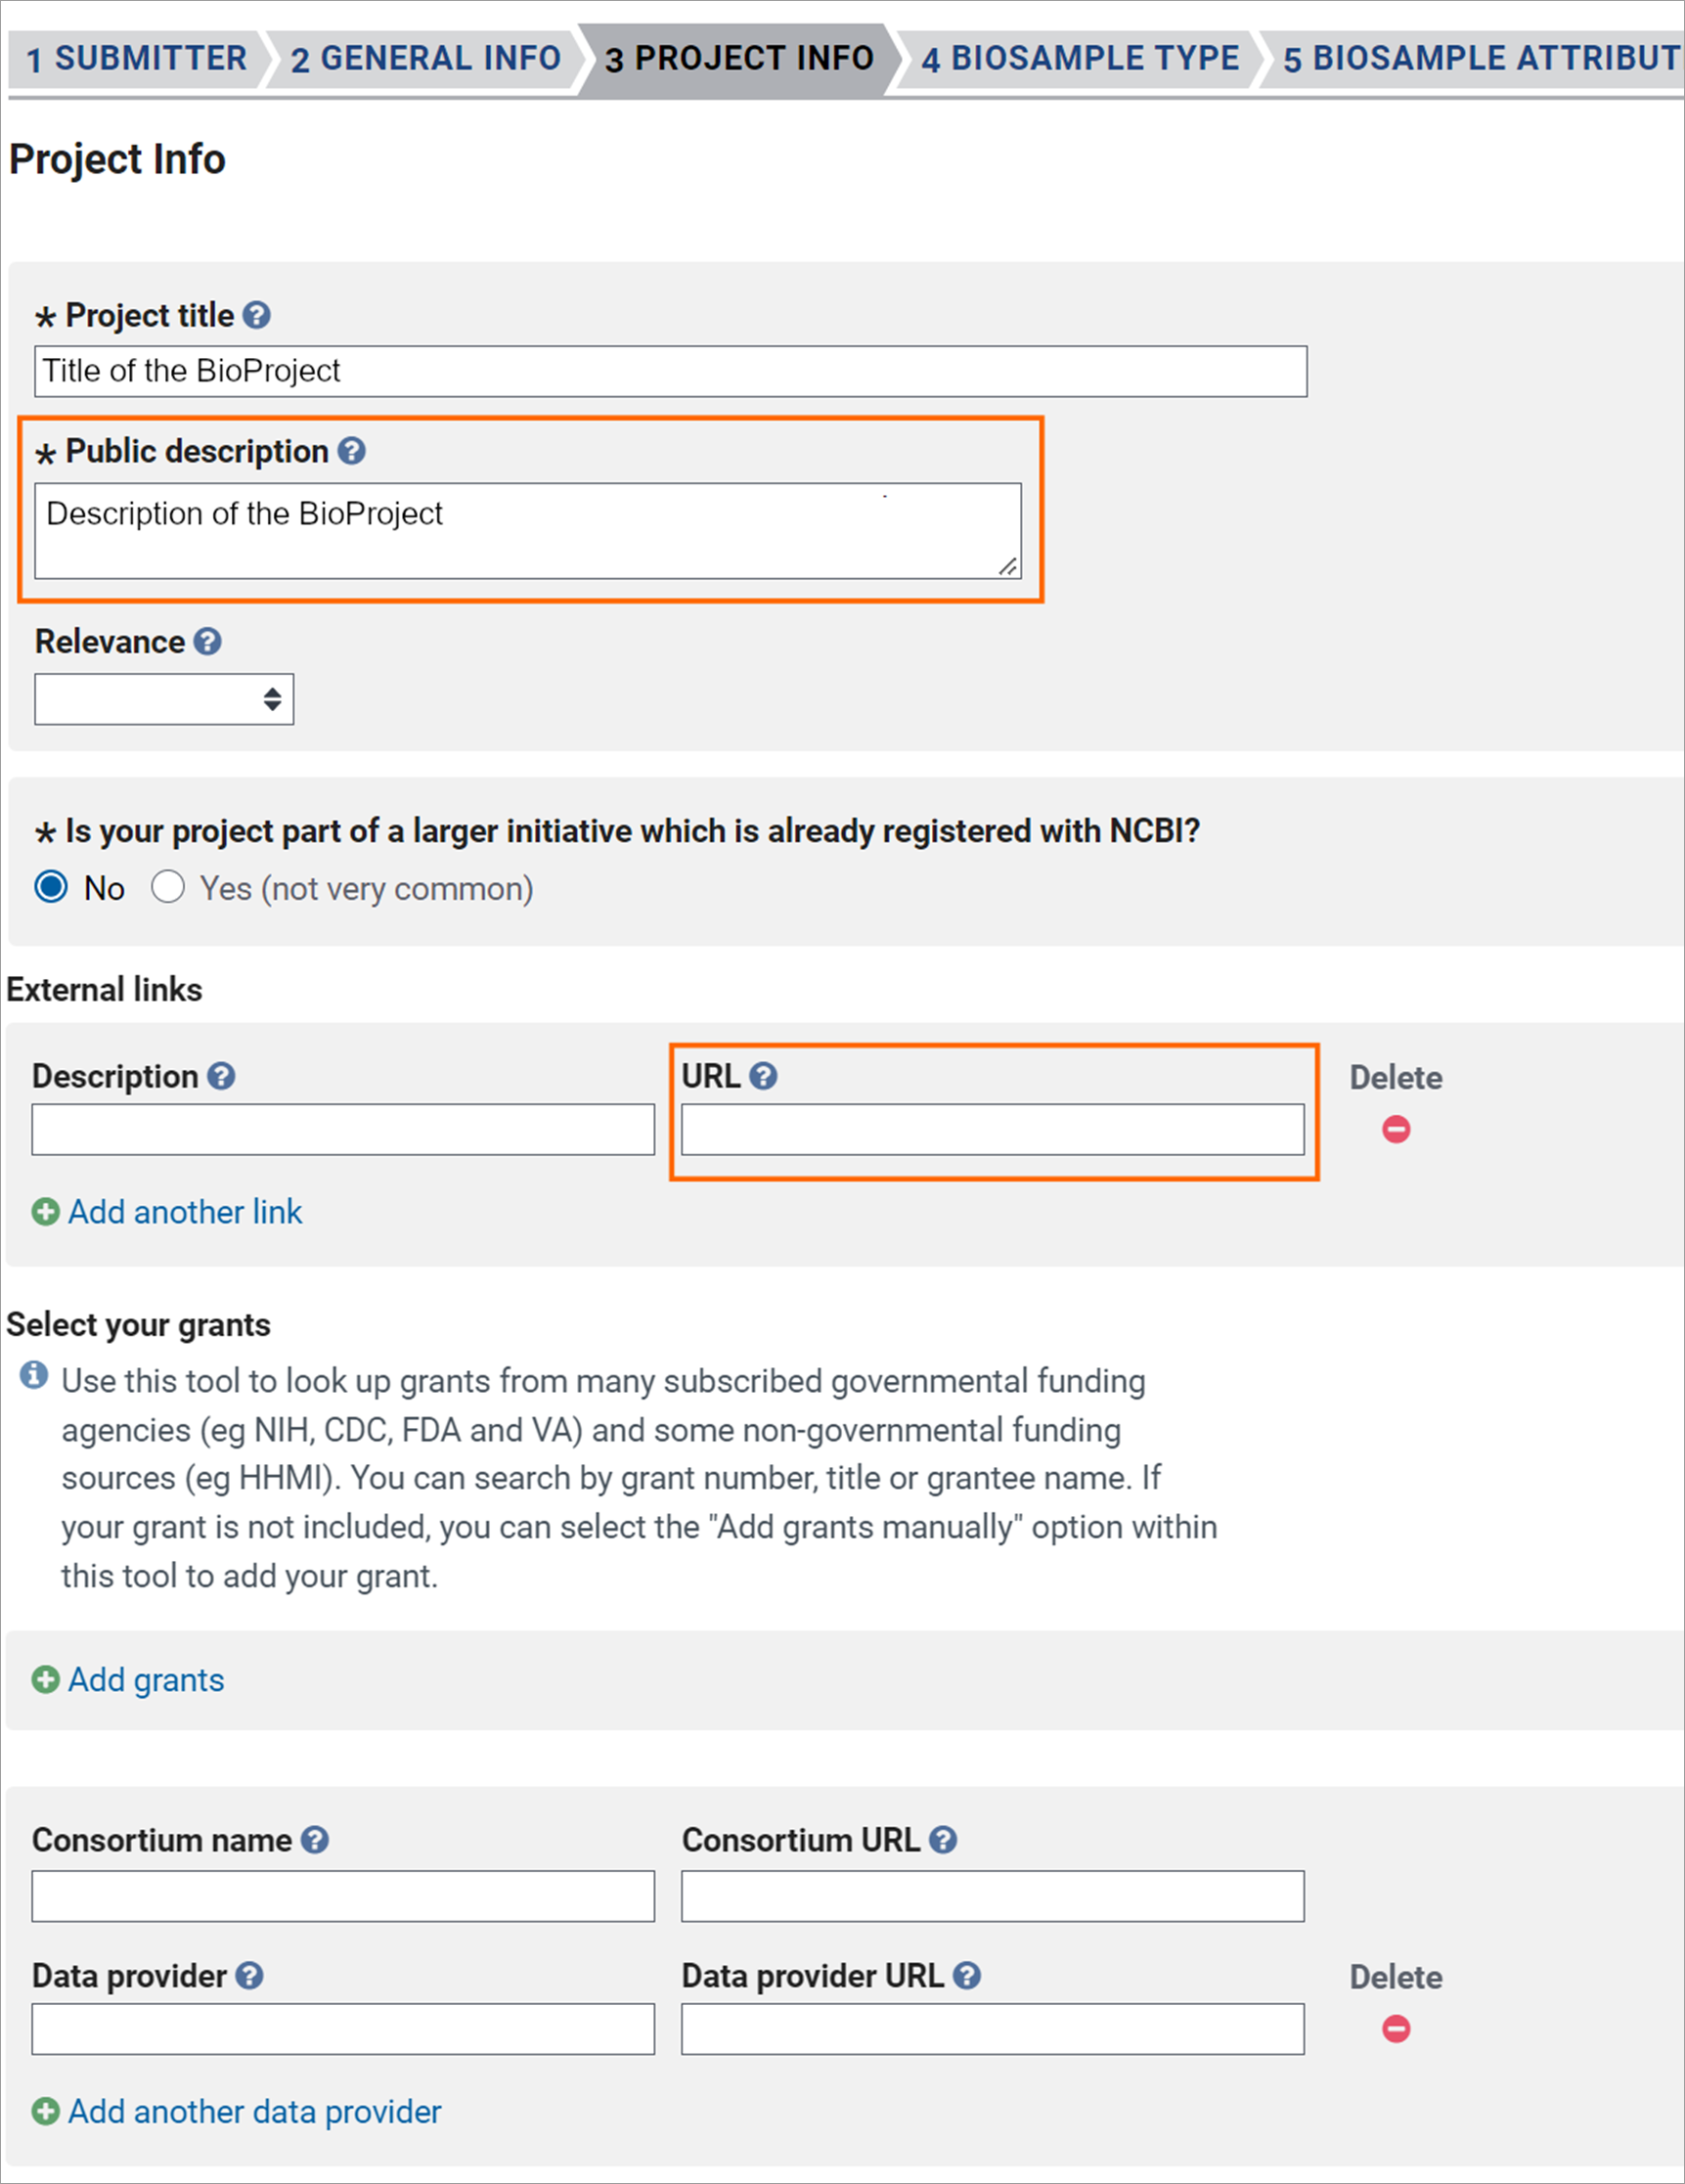 1 SUBMITTER 2 GENERAL INFO 3 PROJECT INFO 4 BIOSAMPLE TYPE 5 BIOSAMPLE ATTRIBUT
Project Info
* Project title ?
Title of the BioProject
* Public description ?
Description of the BioProject
Relevance ?
* Is your project part of a larger initiative which is already registered with NCBI?
No Yes (not very common)
External links
Description ? URL ? Delete
Add another link
Select your grants
Use this tool to look up grants from many subscribed governmental funding
agencies (eg NIH, CDC, FDA and VA) and some non-governmental funding
sources (eg HHMI). You can search by grant number, title or grantee name. If
your grant is not included, you can select the "Add grants manually" option within
this tool to add your grant.
Add grants
Consortium name ? Consortium URL ?
Data provider ? Data provider URL ? Delete
Add another data provider